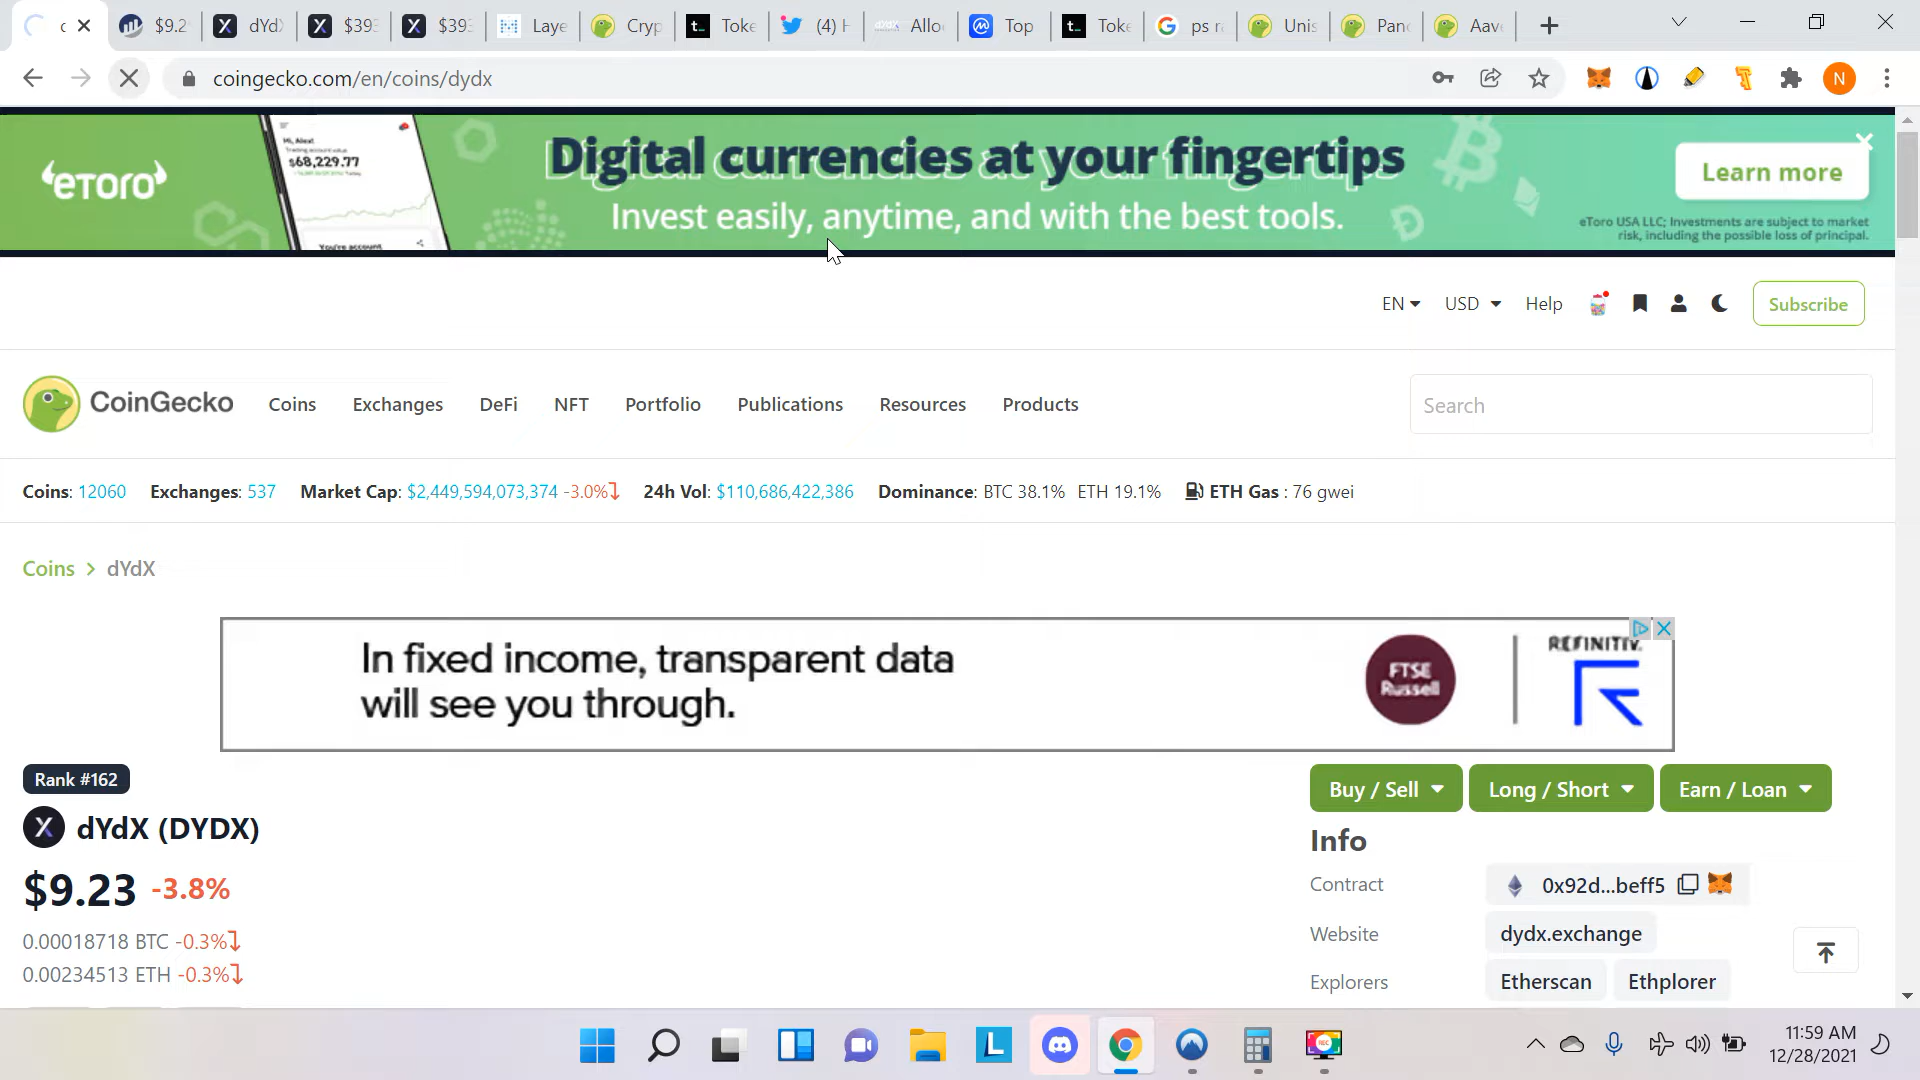 $9.2
dYd
$393
$393
Laye
Cryp
Toke
(4) H
Allo
Top
Toke
ps r
Unis
Panc
Aav
coingecko.com/en/coins/dydx
N
Hi, Alex!
$68,229.77
eToro
Digital currencies at your fingertips
Invest easily, anytime, and with the best tools.
Learn more
eToro USA LLC; Investments are subject to market
risk, including the possible loss of principal.
EN USD Help Subscribe
CoinGecko Coins Exchanges DeFi NFT Portfolio Publications Resources Products Search
Coins: 12060 Exchanges: 537 Market Cap: $2,449,594,073,374 -3.0% 24h Vol: $110,686,422,386 Dominance: BTC 38.1% ETH 19.1% ETH Gas : 76 gwei
Coins > dYdX
In fixed income, transparent data
will see you through.
FTSE
Russell
REFINITIV
Rank #162
dYdX (DYDX)
$9.23 -3.8%
0.00018718 BTC -0.3%
0.00234513 ETH -0.3%
Buy / Sell Long / Short Earn / Loan
Info
Contract 0x92d...beff5
Website dydx.exchange
Explorers Etherscan Ethplorer
L
REC
11:59 AM
12/28/2021